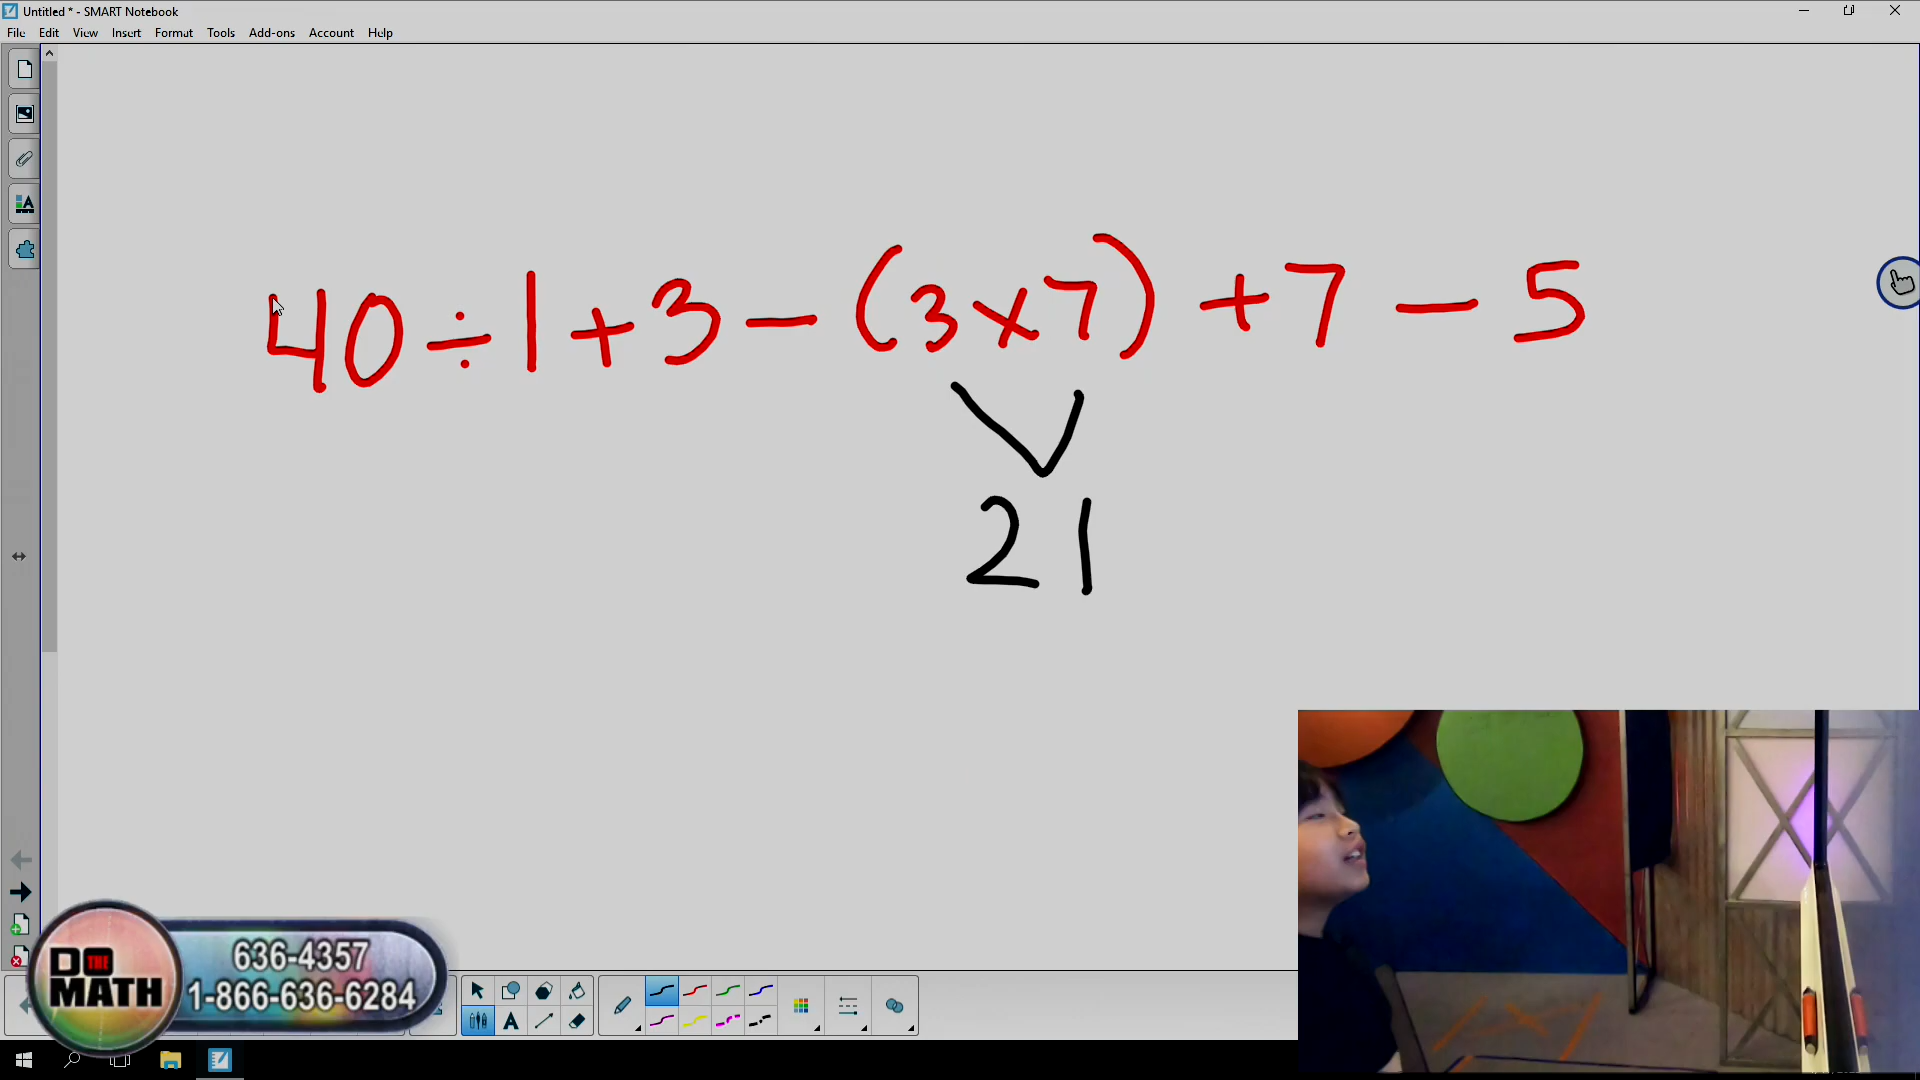 Untitled * - SMART Notebook
File Edit View Insert Format Tools Add-ons Account Help
40 ÷ 1 + 3 - (3 x 7) + 7 - 5
21
DO THE MATH
636-4357
1-866-636-6284